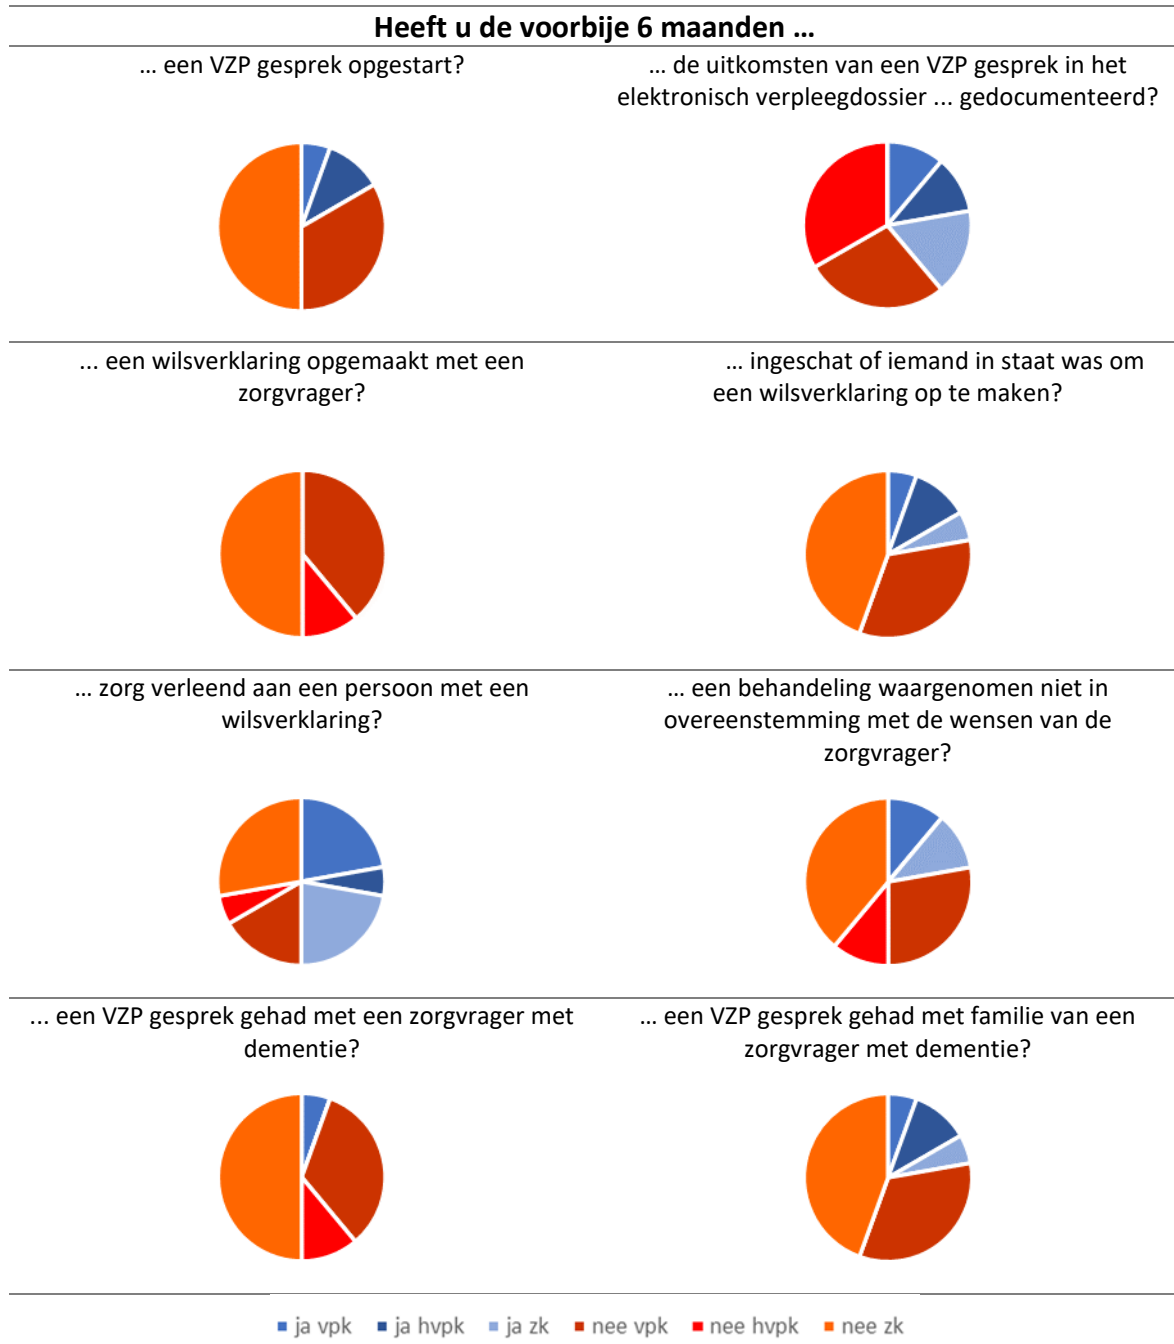 Heeft u de voorbije 6 maanden …
… een VZP gesprek opgestart?
… de uitkomsten van een VZP gesprek in het
elektronisch verpleegdossier ... gedocumenteerd?
... een wilsverklaring opgemaakt met een
zorgvrager?
… ingeschat of iemand in staat was om
een wilsverklaring op te maken?
… zorg verleend aan een persoon met een
wilsverklaring?
… een behandeling waargenomen niet in
overeenstemming met de wensen van de
zorgvrager?
... een VZP gesprek gehad met een zorgvrager met
dementie?
… een VZP gesprek gehad met familie van een
zorgvrager met dementie?
ja vpk ja hvpk ja zk nee vpk nee hvpk nee zk